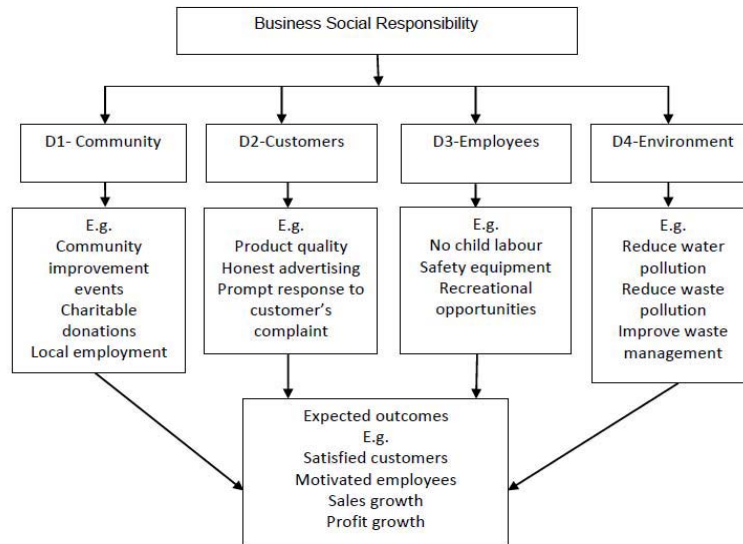 Business Social Responsibility
D1- Community
D2-Customers
D3-Employees
D4-Environment
E.g.
Community
improvement
events
Charitable
donations
Local employment
E.g.
Product quality
Honest advertising
Prompt response to
customer's
complaint
E.g.
No child labour
Safety equipment
Recreational
opportunities
E.g.
Reduce water
pollution
Reduce waste
pollution
Improve waste
management
Expected outcomes
E.g.
Satisfied customers
Motivated employees
Sales growth
Profit growth